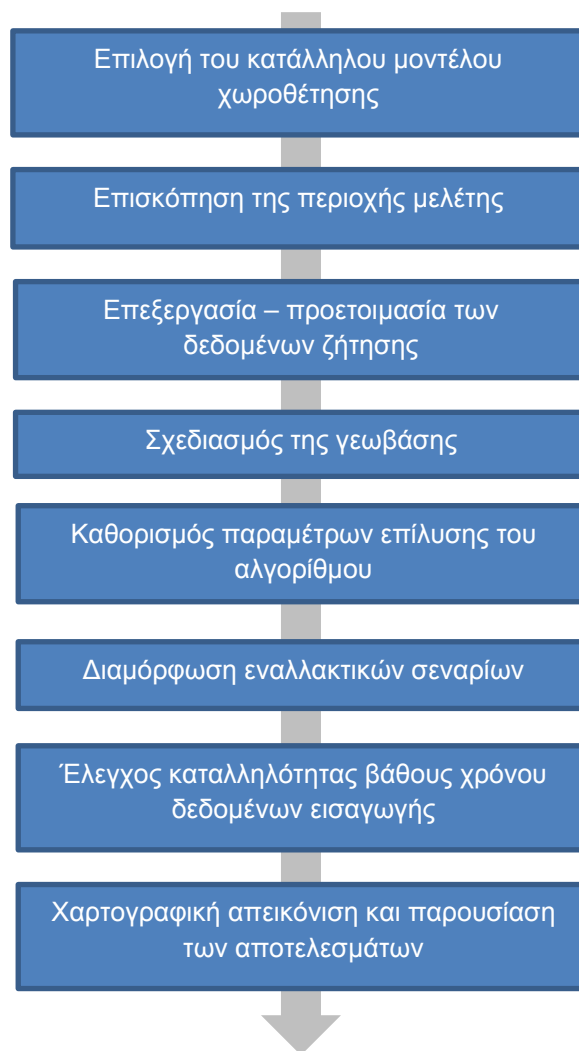 Επιλογή του κατάλληλου μοντέλου
χωροθέτησης
Επισκόπηση της περιοχής μελέτης
Επεξεργασία – προετοιμασία των
δεδομένων ζήτησης
Σχεδιασμός της γεωβάσης
Καθορισμός παραμέτρων επίλυσης του
αλγορίθμου
Διαμόρφωση εναλλακτικών σεναρίων
Έλεγχος καταλληλότητας βάθους χρόνου
δεδομένων εισαγωγής
Χαρτογραφική απεικόνιση και παρουσίαση
των αποτελεσμάτων